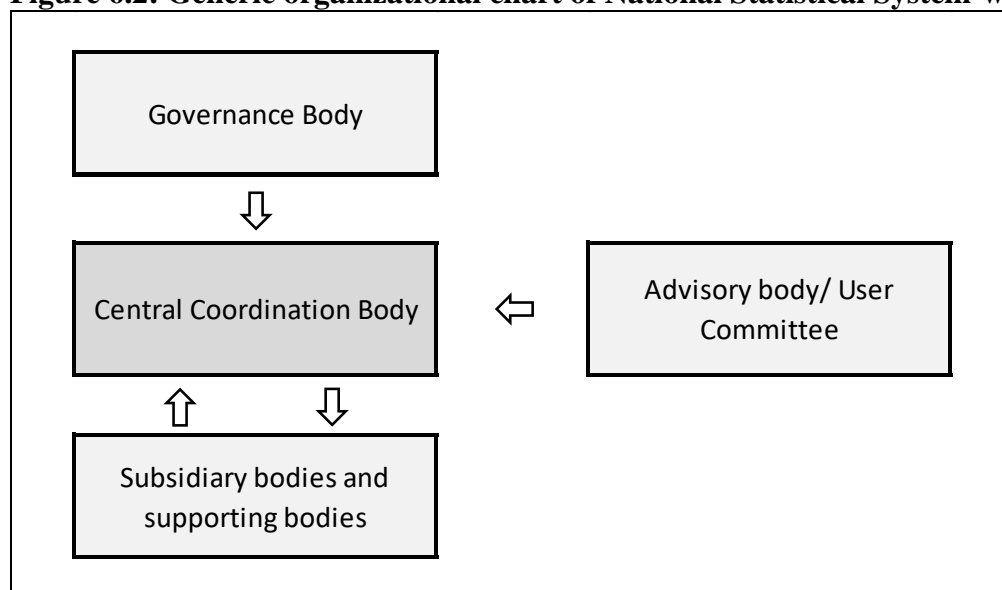 Governance Body
Central Coordination Body
Advisory body/ User
Committee
Subsidiary bodies and
supporting bodies